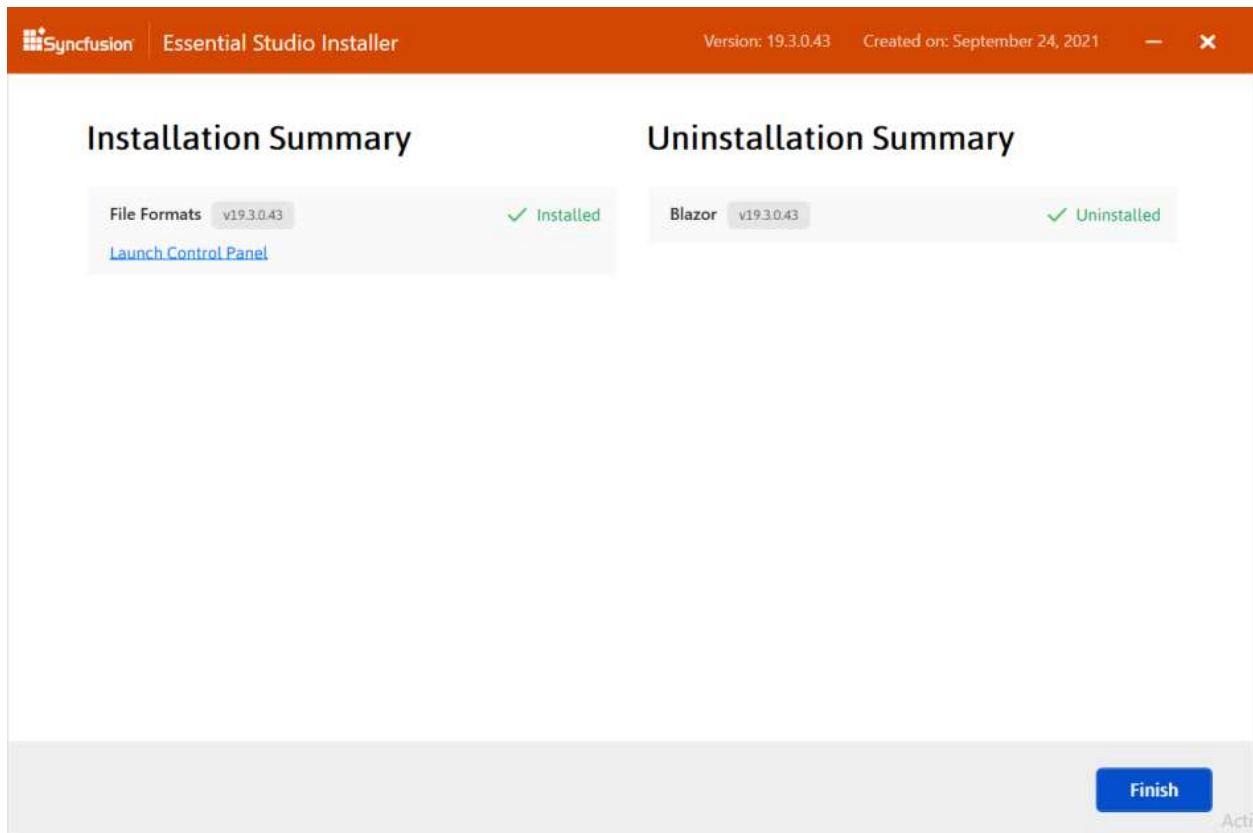 Syncfusion Essential Studio Installer Version: 19.3.0.43 Created on: September 24, 2021
Installation Summary
File Formats v19.3.0.43 Installed
Launch Control Panel
Uninstallation Summary
Blazor v19.3.0.43 Uninstalled
Finish
Acti